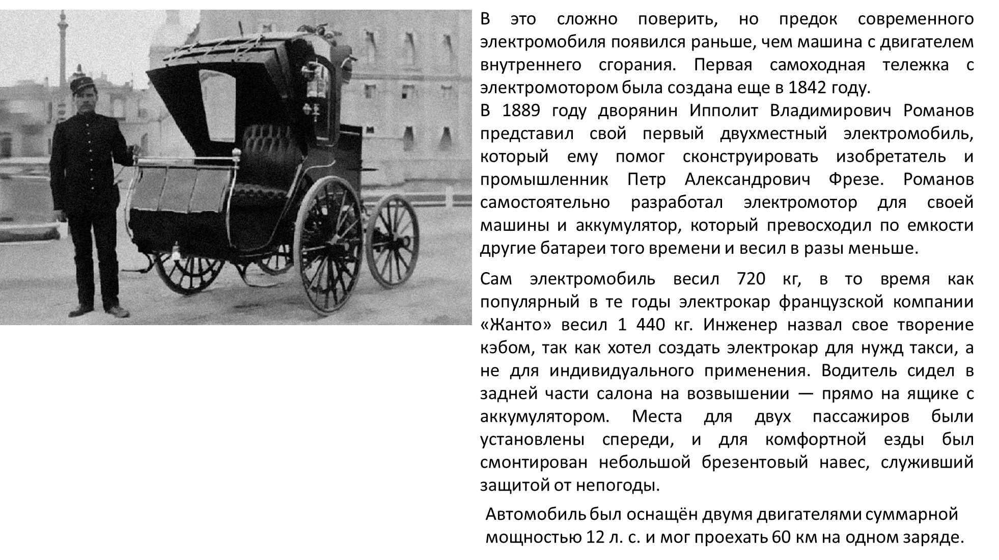 В это сложно поверить, но предок современного
электромобиля появился раньше, чем машина с двигателем
внутреннего сгорания. Первая самоходная тележка с
электромотором была создана еще в 1842 году.
В 1889 году дворянин Ипполит Владимирович Романов
представил свой первый двухместный электромобиль,
который ему помог сконструировать изобретатель и
промышленник Петр Александрович Фрезе. Романов
самостоятельно разработал электромотор для своей
машины и аккумулятор, который превосходил по емкости
другие батареи того времени и весил в разы меньше.
Сам электромобиль весил 720 кг, в то время как
популярный в те годы электрокар французской компании
«Жанто» весил 1 440 кг. Инженер назвал свое творение
кэбом, так как хотел создать электрокар для нужд такси, а
не для индивидуального применения. Водитель сидел в
задней части салона на возвышении — прямо на ящике с
аккумулятором. Места для двух пассажиров были
установлены спереди, и для комфортной езды был
смонтирован небольшой брезентовый навес, служивший
защитой от непогоды.
Автомобиль был оснащён двумя двигателями суммарной
мощностью 12 л. с. и мог проехать 60 км на одном заряде.